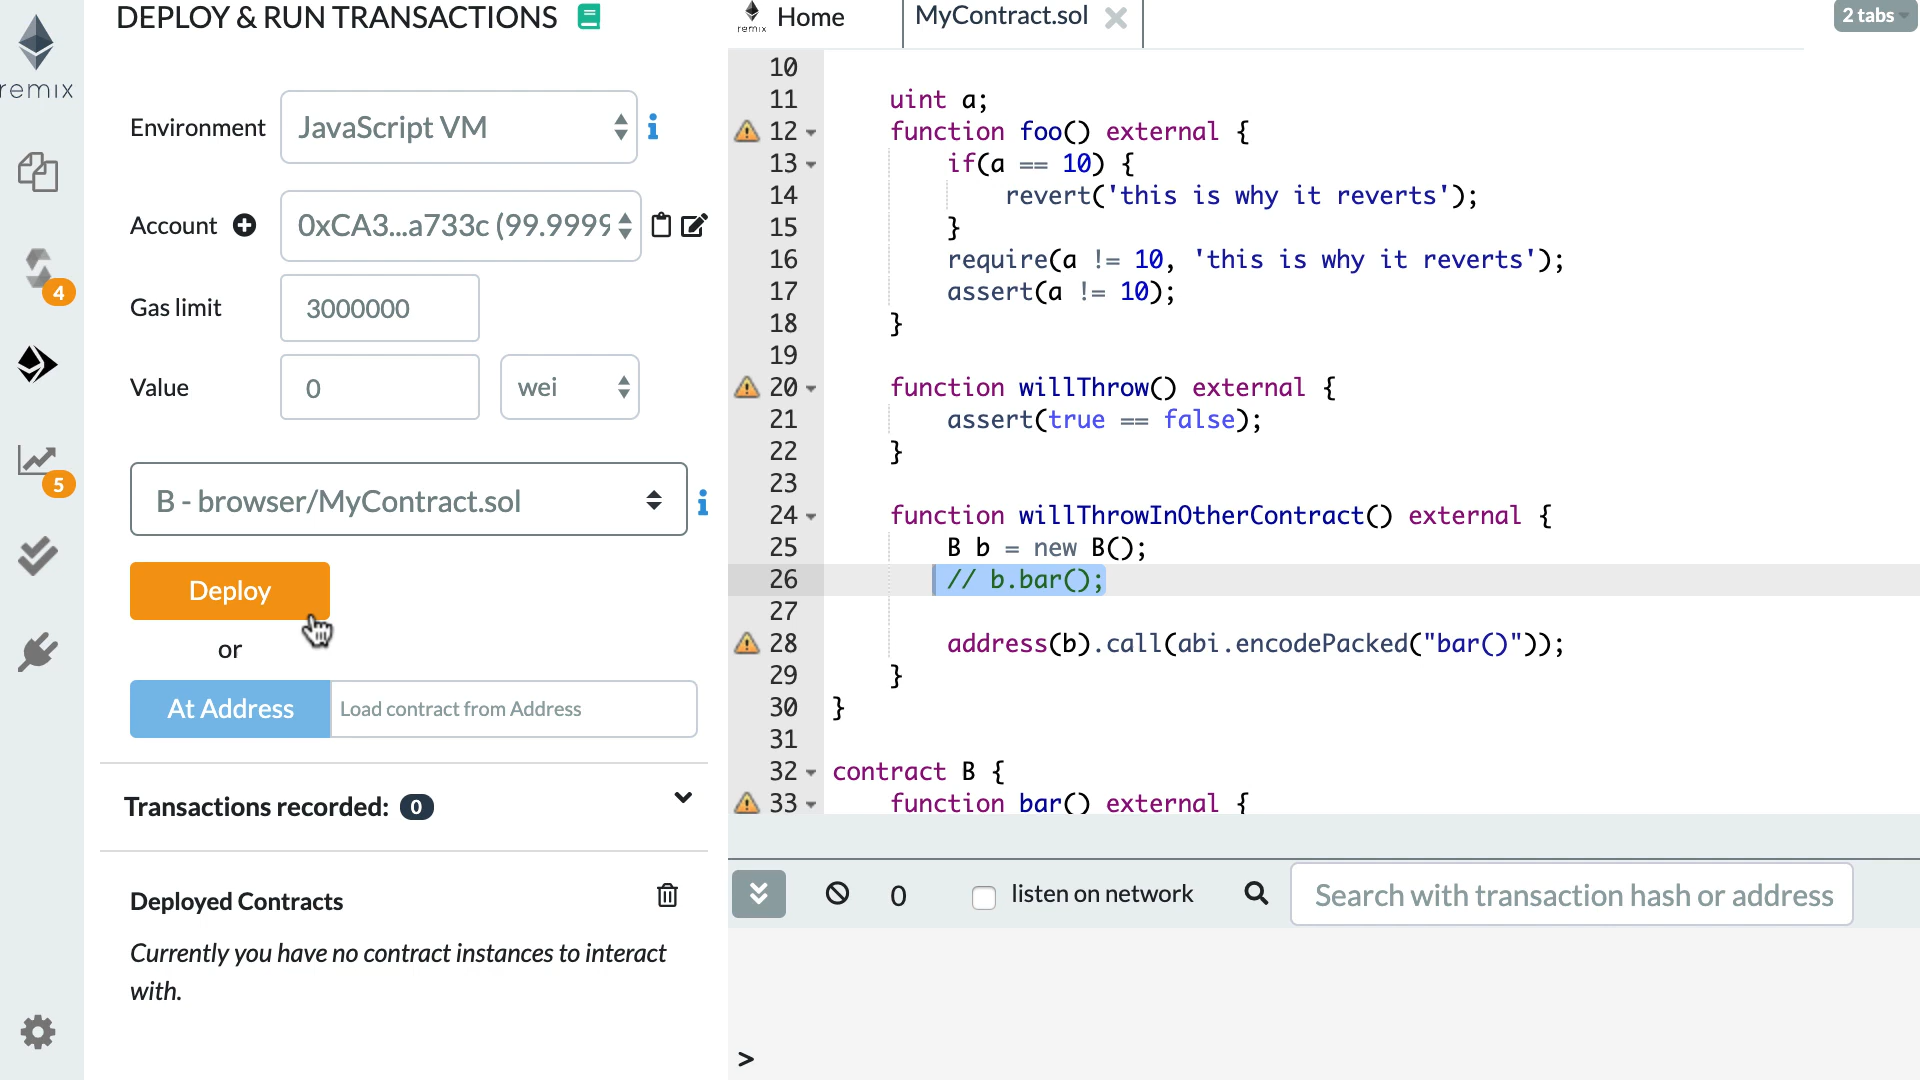 DEPLOY & RUN TRANSACTIONS
remix
Environment
JavaScript VM
Account
0xCA3...a733c (99.9999
Gas limit
3000000
Value
0
wei
4
5
B - browser/MyContract.sol
Deploy
or
At Address
Load contract from Address
Transactions recorded: 0
Deployed Contracts
Currently you have no contract instances to interact
with.
remix
Home
MyContract.sol
2 tabs
10
11 uint a;
12 function foo() external {
13 if(a == 10) {
14 revert('this is why it reverts');
15 }
16 require(a != 10, 'this is why it reverts');
17 assert(a != 10);
18 }
19
20 function willThrow() external {
21 assert(true == false);
22 }
23
24 function willThrowInOtherContract() external {
25 B b = new B();
26 // b.bar();
27
28 address(b).call(abi.encodePacked("bar()"));
29 }
30 }
31
32 contract B {
33 function bar() external {
0
listen on network
Search with transaction hash or address
>